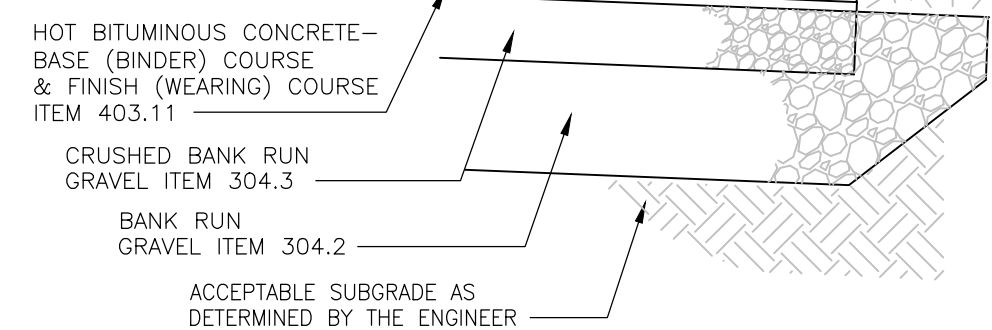 HOT BITUMINOUS CONCRETE-
BASE (BINDER) COURSE
& FINISH (WEARING) COURSE
ITEM 403.11
CRUSHED BANK RUN
GRAVEL ITEM 304.3
BANK RUN
GRAVEL ITEM 304.2
ACCEPTABLE SUBGRADE AS
DETERMINED BY THE ENGINEER